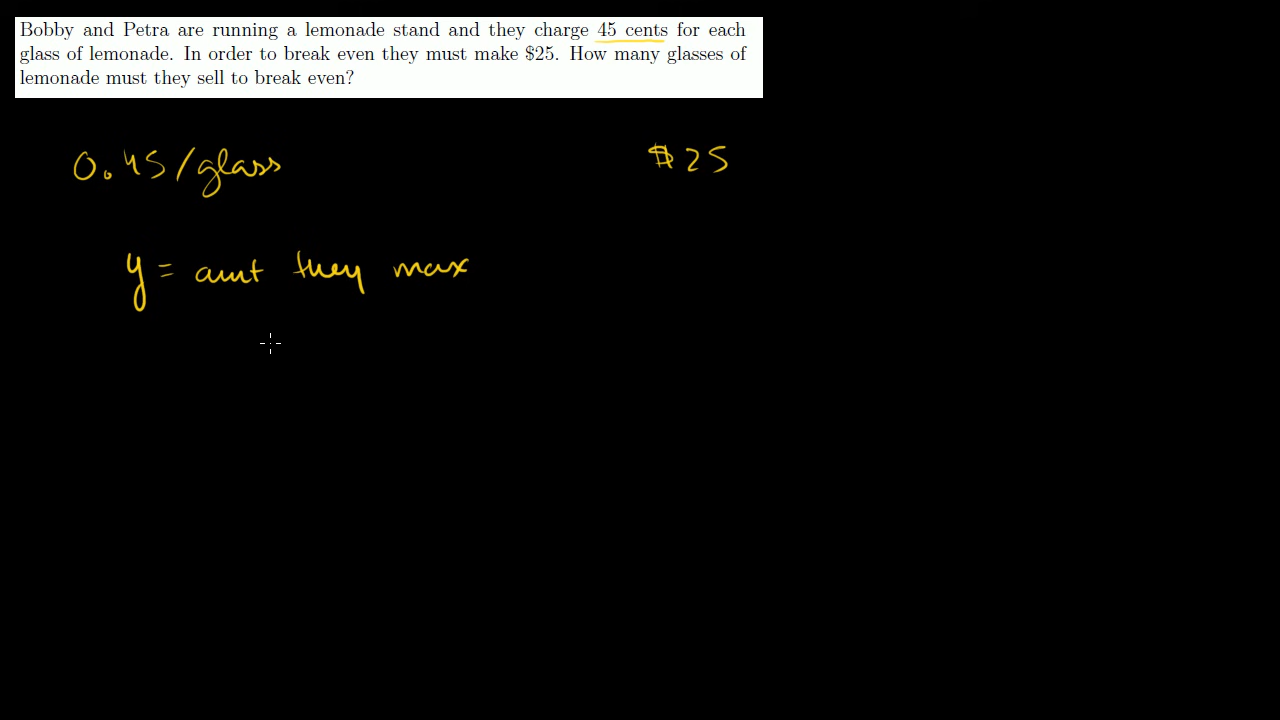 Bobby and Petra are running a lemonade stand and they charge 45 cents for each
glass of lemonade. In order to break even they must make $25. How many glasses of
lemonade must they sell to break even?
0.45/glass
$25
y = amt they max